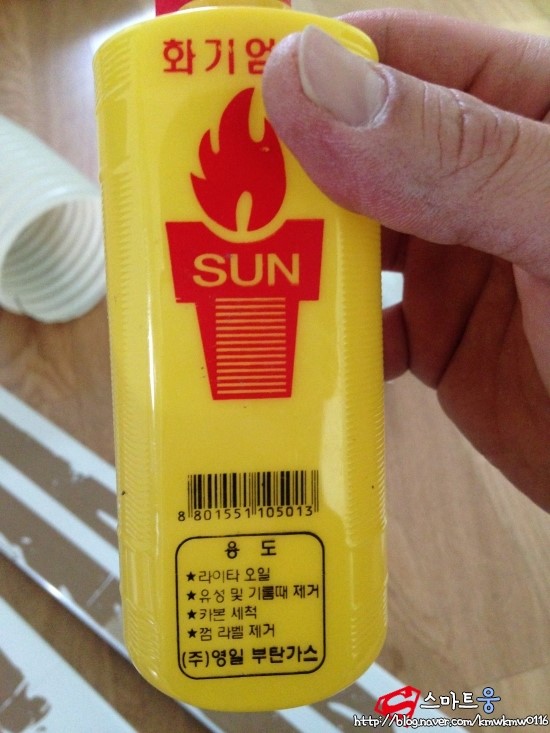 화기엄
SUN
8 801551 105013
용 도
★라이타 오일
★유성 및 기름때 제거
★카본 세척
★껌 라벨 제거
(주)영일 부탄가스
스마트웅
http://blog.naver.com/kmwkmw0116